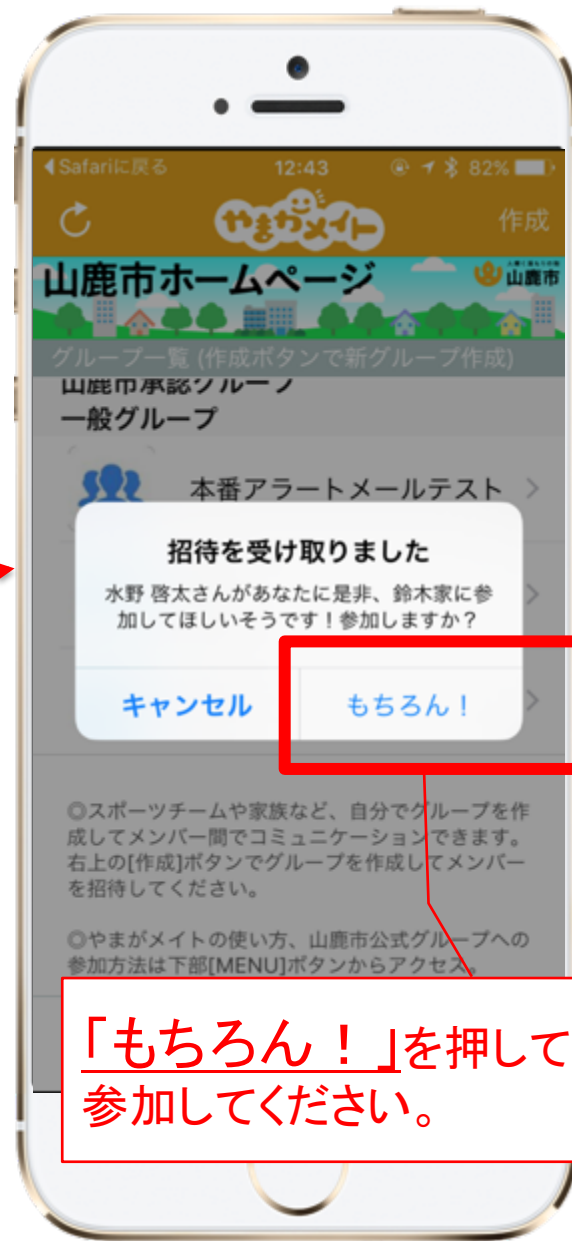 Safariに戻る 12:43 82%
やまがメイト 作成
山鹿市ホームページ 山鹿市
グループ一覧 (作成ボタンで新グループ作成)
山鹿市承認グループ
一般グループ
本番アラートメールテスト
招待を受け取りました
水野 啓太さんがあなたに是非、鈴木家に参
加してほしいそうです！参加しますか？
キャンセル もちろん！
◎スポーツチームや家族など、自分でグループを作
成してメンバー間でコミュニケーションできます。
右上の[作成]ボタンでグループを作成してメンバー
を招待してください。
◎やまがメイトの使い方、山鹿市公式グループへの
参加方法は下部[MENU]ボタンからアクセス。
「もちろん！」を押して
参加してください。